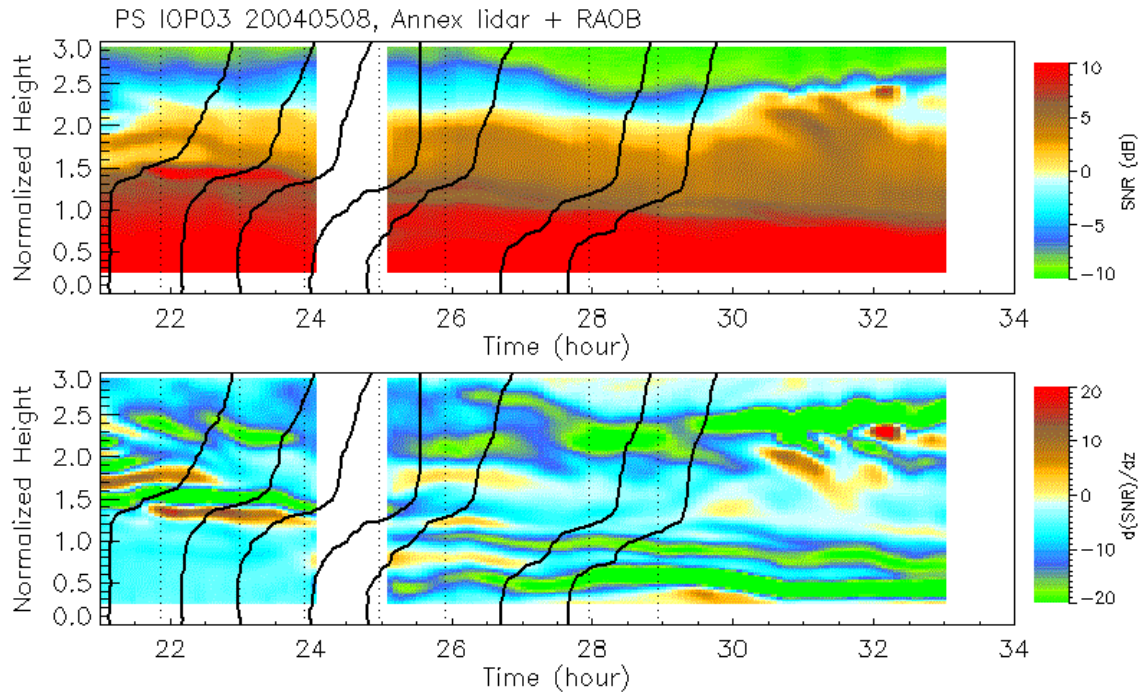 PS IOP03 20040508, Annex lidar + RAOB
Normalized Height
3.0
2.5
2.0
1.5
1.0
0.5
0.0
22 24 26 28 30 32 34
Time (hour)
10
5
0
-5
-10
SNR (dB)
Normalized Height
3.0
2.5
2.0
1.5
1.0
0.5
0.0
22 24 26 28 30 32 34
Time (hour)
20
10
0
-10
-20
d(SNR)/dz